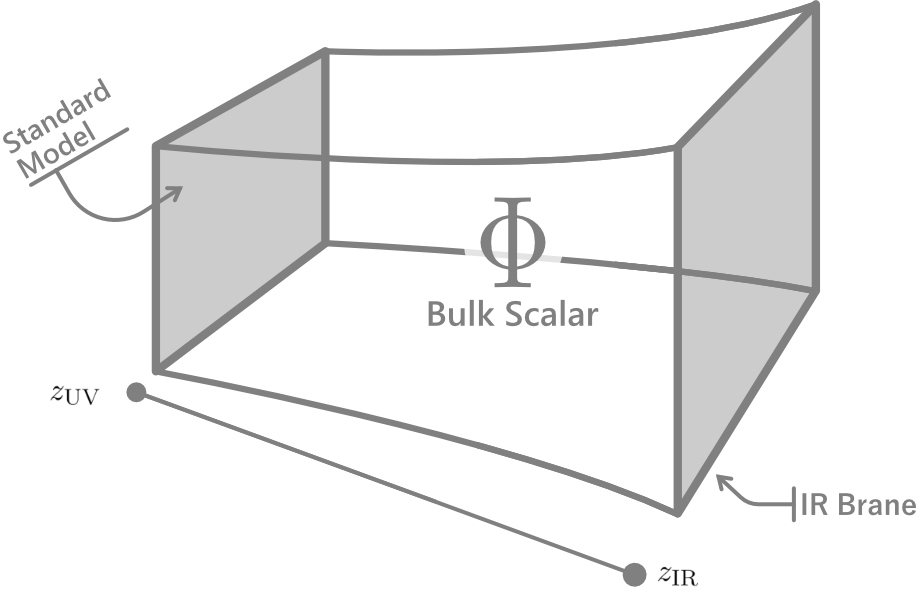 Standard
Model
Φ
Bulk Scalar
z_UV
IR Brane
z_IR